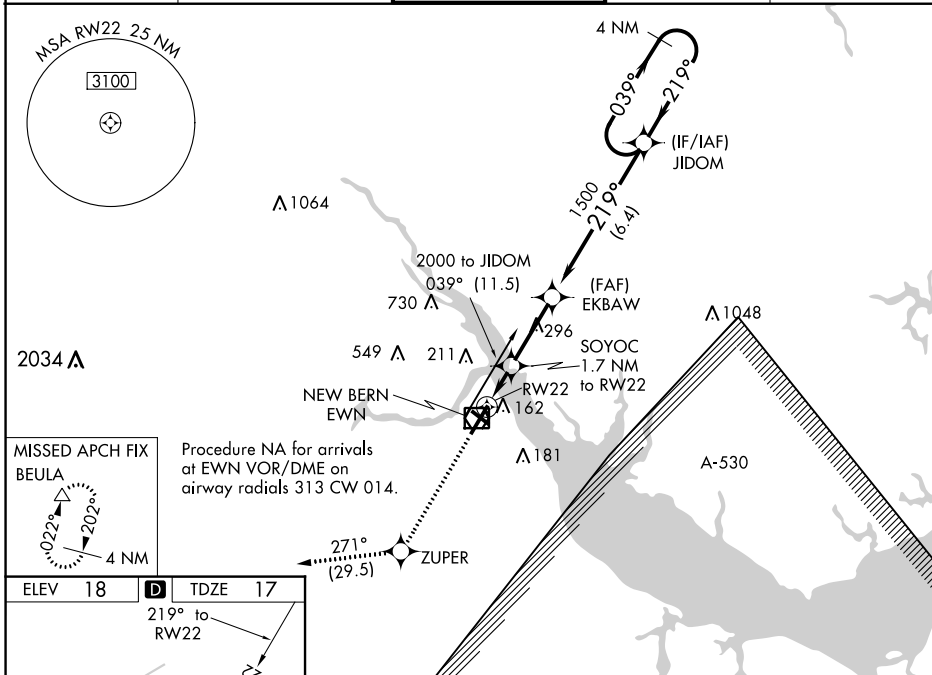 MSA RW22 25 NM
3100
4 NM
039°
219°
(IF/IAF)
JIDOM
1500
219°
(6.4)
1064
2000 to JIDOM
039° (11.5)
(FAF)
EKBAW
730
296
1048
2034
549
211
SOYOC
1.7 NM
to RW22
NEW BERN
EWN
RW22
162
181
A-530
MISSED APCH FIX
BEULA
022°
202°
4 NM
Procedure NA for arrivals
at EWN VOR/DME on
airway radials 313 CW 014.
271°
(29.5)
ZUPER
ELEV 18
D
TDZE 17
219° to
RW22